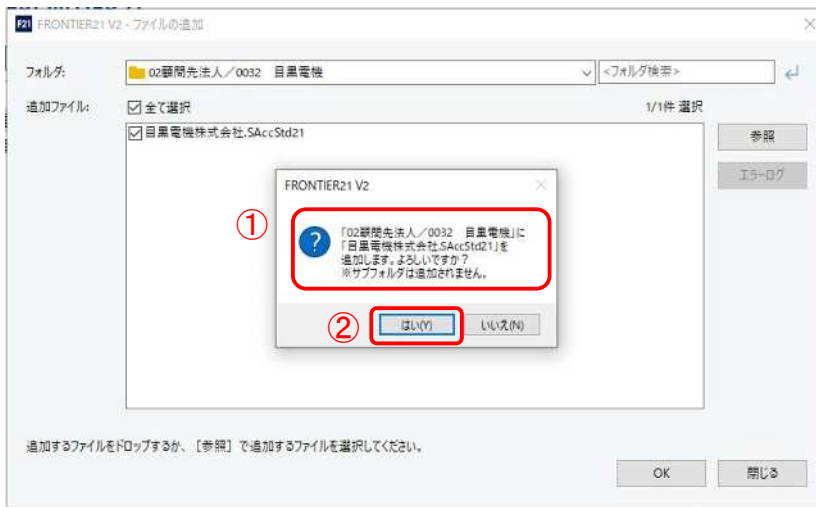 F21 FRONTIER21 V2 - ファイルの追加
フォルダ: 02顧問先法人／0032　目黒電機 <フォルダ検索>
追加ファイル: 全て選択 1/1件 選択
目黒電機株式会社.SAccStd21
参照
エラーログ
FRONTIER21 V2
①
「02顧問先法人／0032　目黒電機」に
「目黒電機株式会社.SAccStd21」を
追加します。よろしいですか？
※サブフォルダは追加されません。
②
はい(Y) いいえ(N)
追加するファイルをドロップするか、［参照］で追加するファイルを選択してください。
OK 閉じる